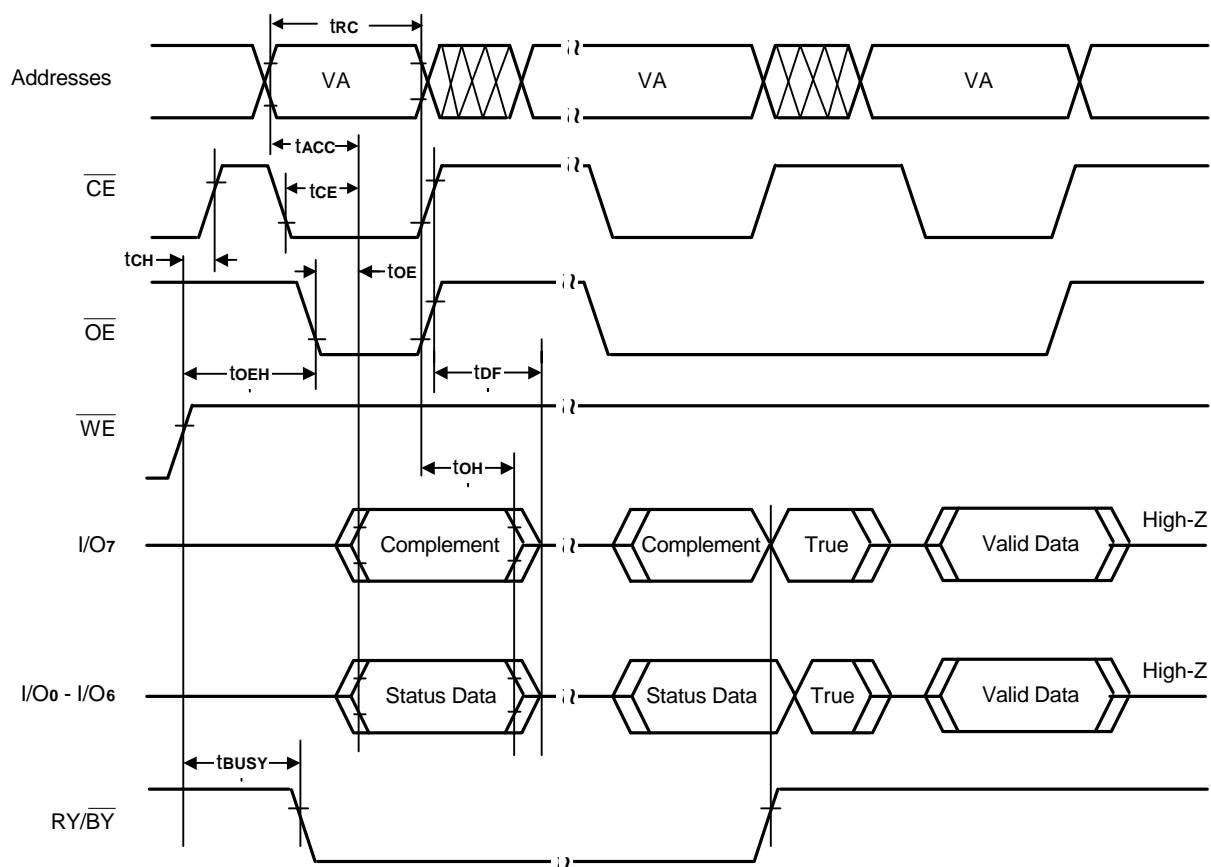 tRC
Addresses VA VA VA
tACC
CE
tCE
tCH
tOE
OE
tOEH tDF
WE
tOH
I/O7 Complement Complement True Valid Data High-Z
I/O0 - I/O6 Status Data Status Data True Valid Data High-Z
tBUSY
RY/BY